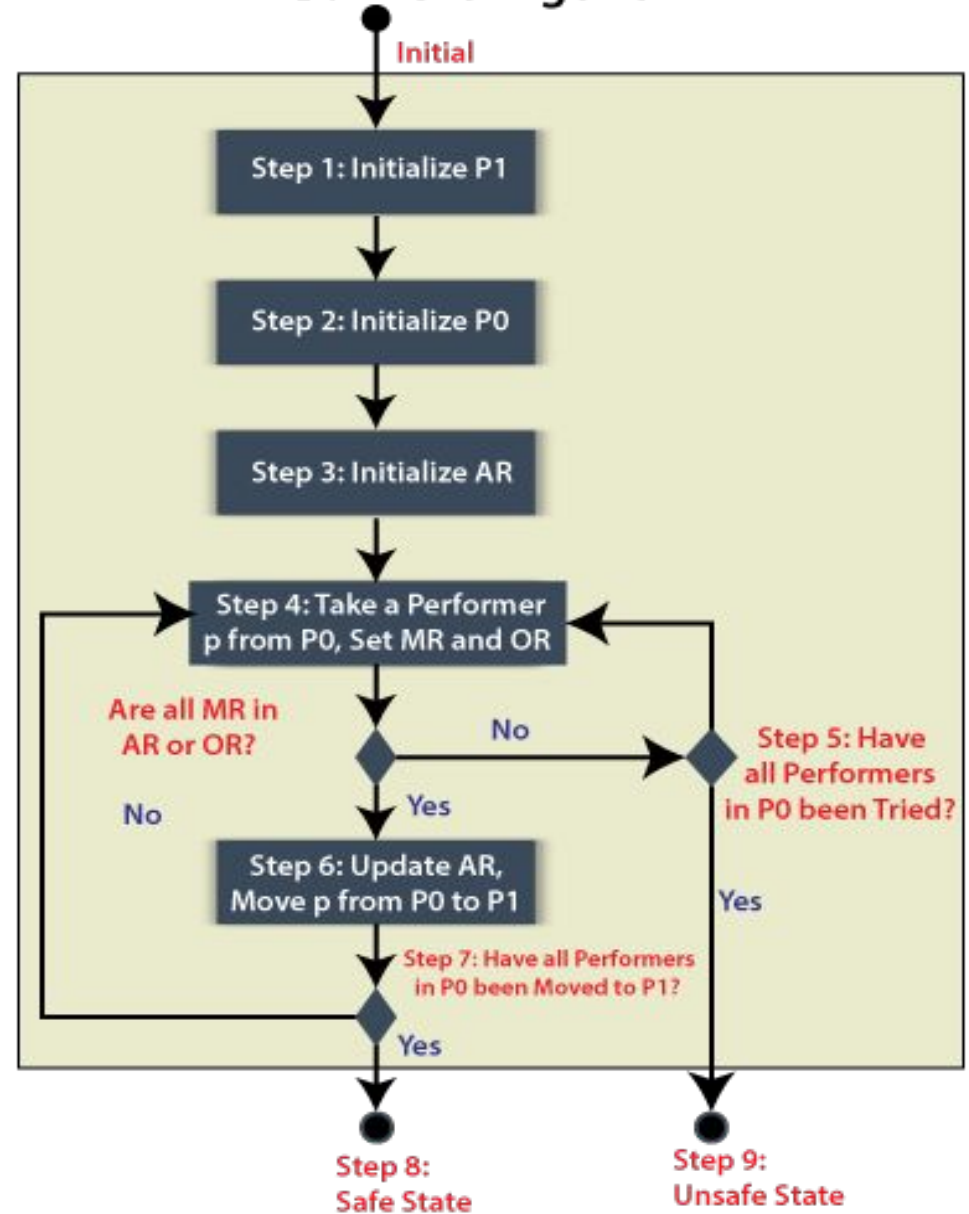 Initial
Step 1: Initialize P1
Step 2: Initialize P0
Step 3: Initialize AR
Step 4: Take a Performer
p from P0, Set MR and OR
Are all MR in
AR or OR?
No
Step 5: Have
all Performers
in P0 been Tried?
No
Yes
Step 6: Update AR,
Move p from P0 to P1
Yes
Step 7: Have all Performers
in P0 been Moved to P1?
Yes
Step 8:
Safe State
Step 9:
Unsafe State